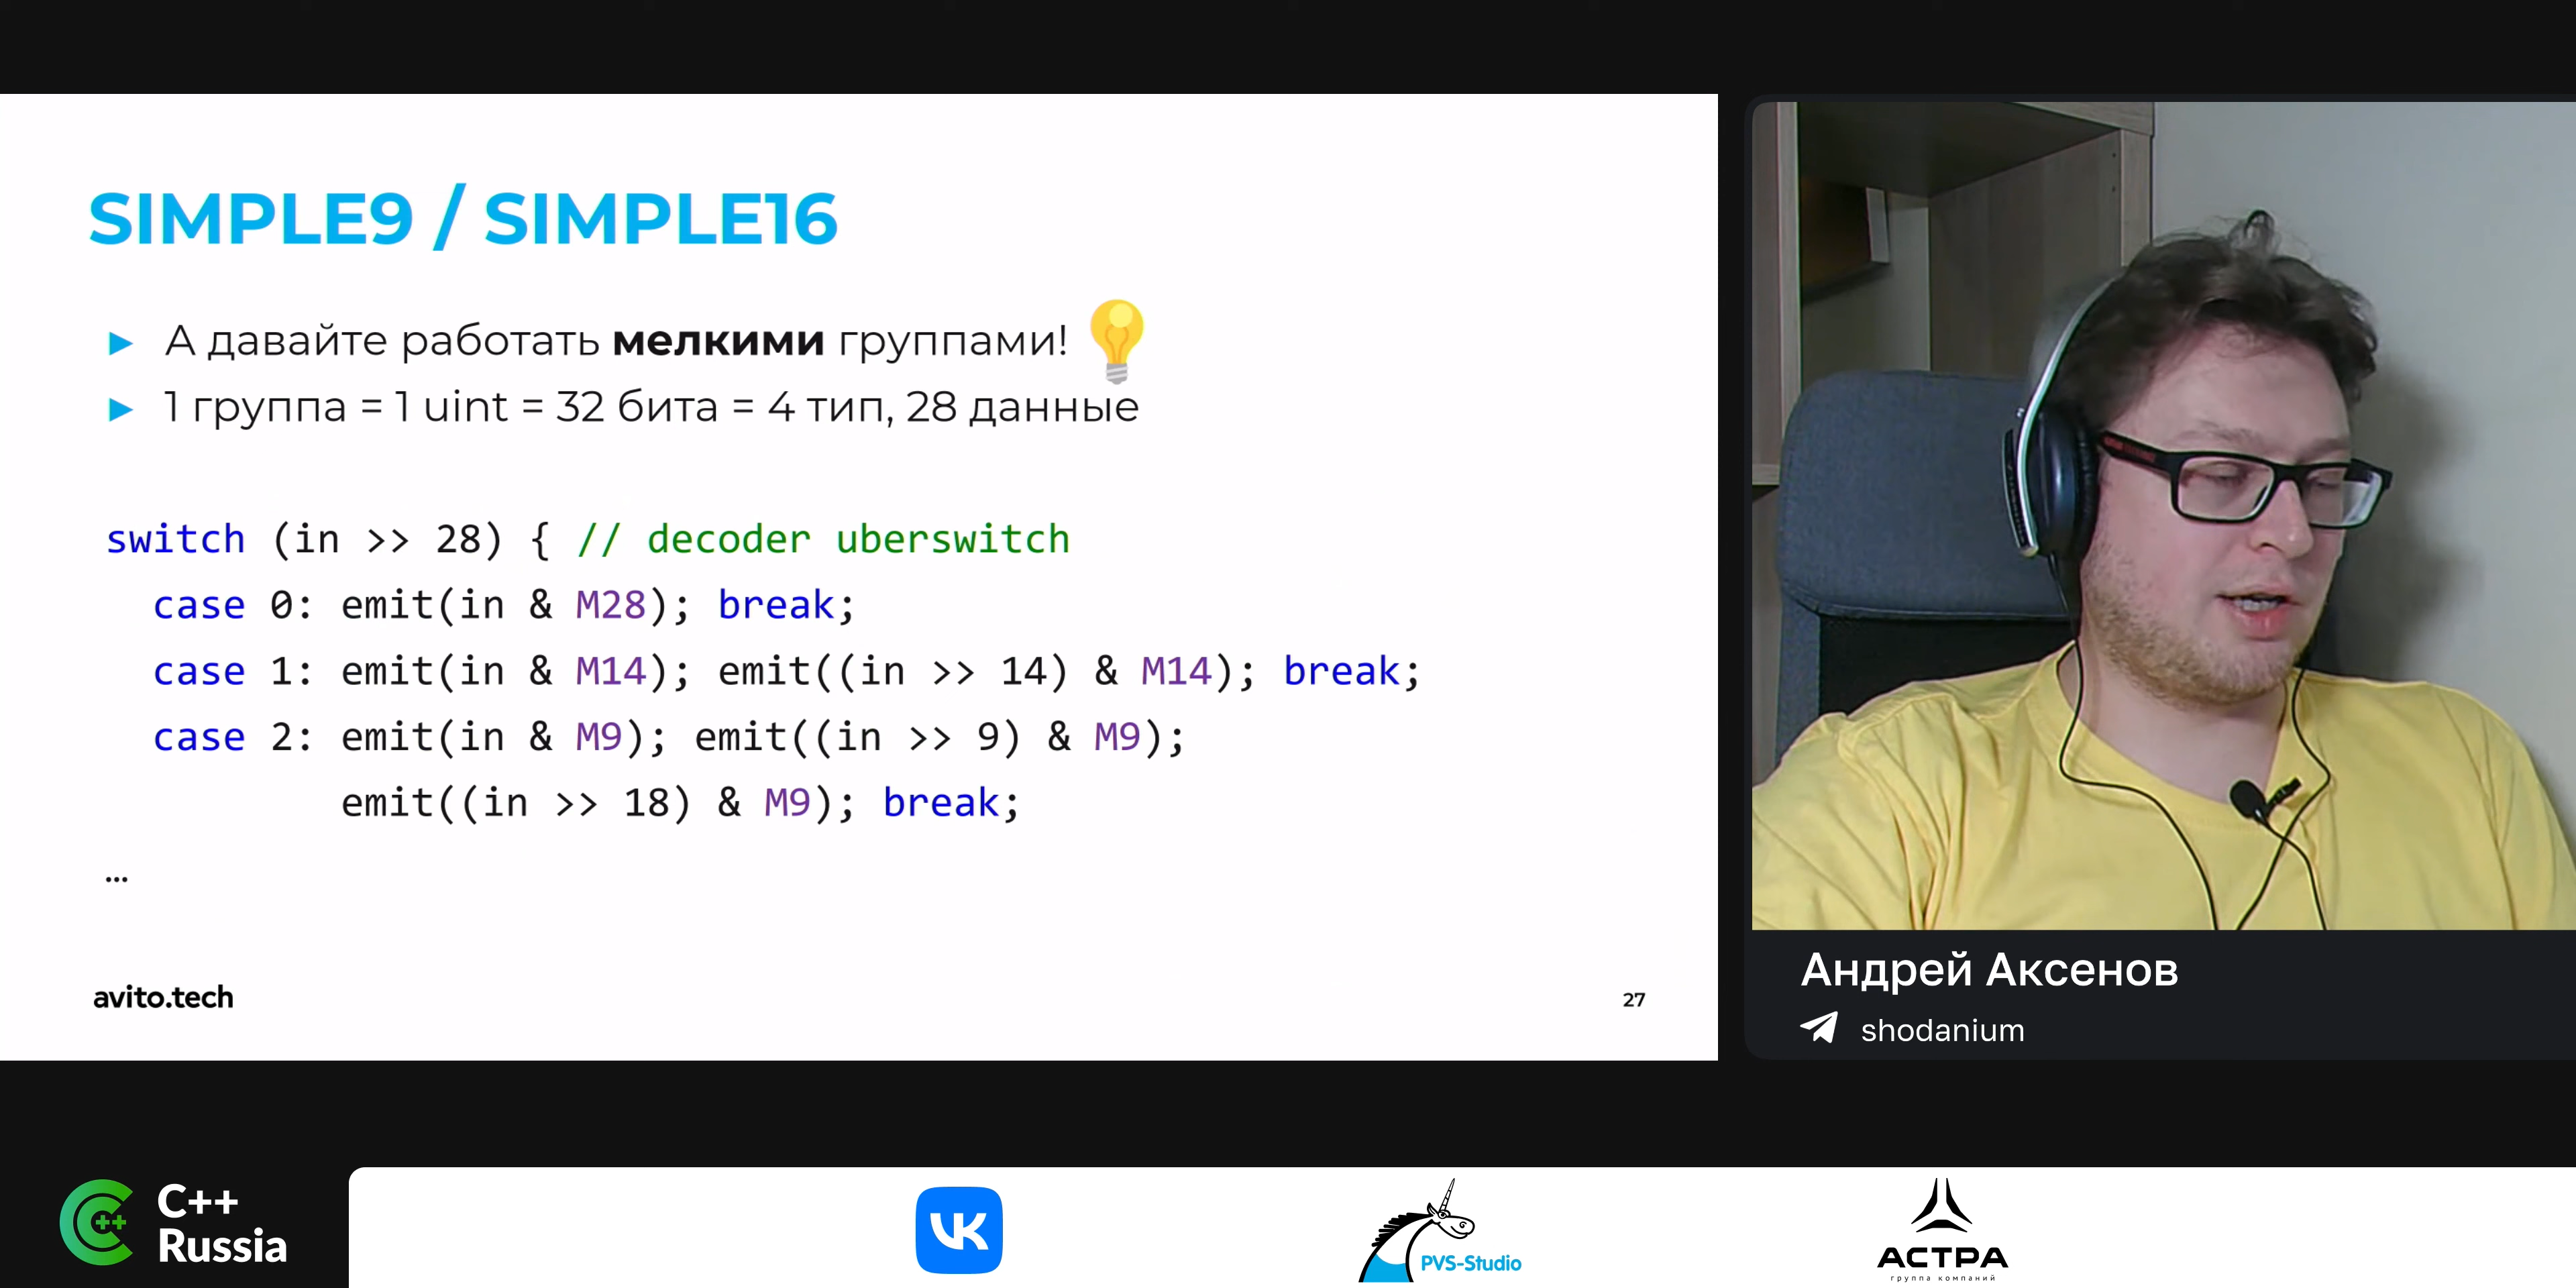 SIMPLE9 / SIMPLE16
А давайте работать мелкими группами!
1 группа = 1 uint = 32 бита = 4 тип, 28 данные
switch (in >> 28) { // decoder uberswitch
case 0: emit(in & M28); break;
case 1: emit(in & M14); emit((in >> 14) & M14); break;
case 2: emit(in & M9); emit((in >> 9) & M9);
emit((in >> 18) & M9); break;
…
avito.tech
27
Андрей Аксенов
shodanium
C++
Russia
VK
PVS-Studio
АСТРА
группа компаний